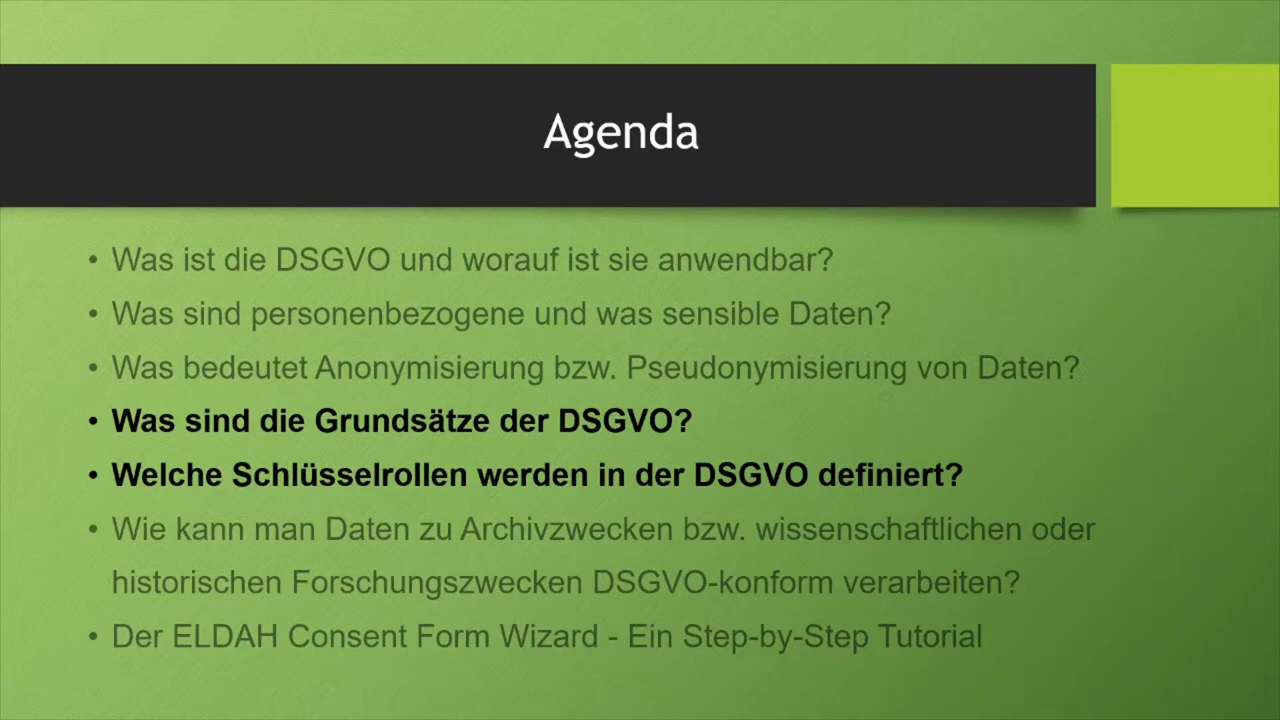 Agenda
• Was ist die DSGVO und worauf ist sie anwendbar?
• Was sind personenbezogene und was sensible Daten?
• Was bedeutet Anonymisierung bzw. Pseudonymisierung von Daten?
• Was sind die Grundsätze der DSGVO?
• Welche Schlüsselrollen werden in der DSGVO definiert?
• Wie kann man Daten zu Archivzwecken bzw. wissenschaftlichen oder
historischen Forschungszwecken DSGVO-konform verarbeiten?
• Der ELDAH Consent Form Wizard - Ein Step-by-Step Tutorial